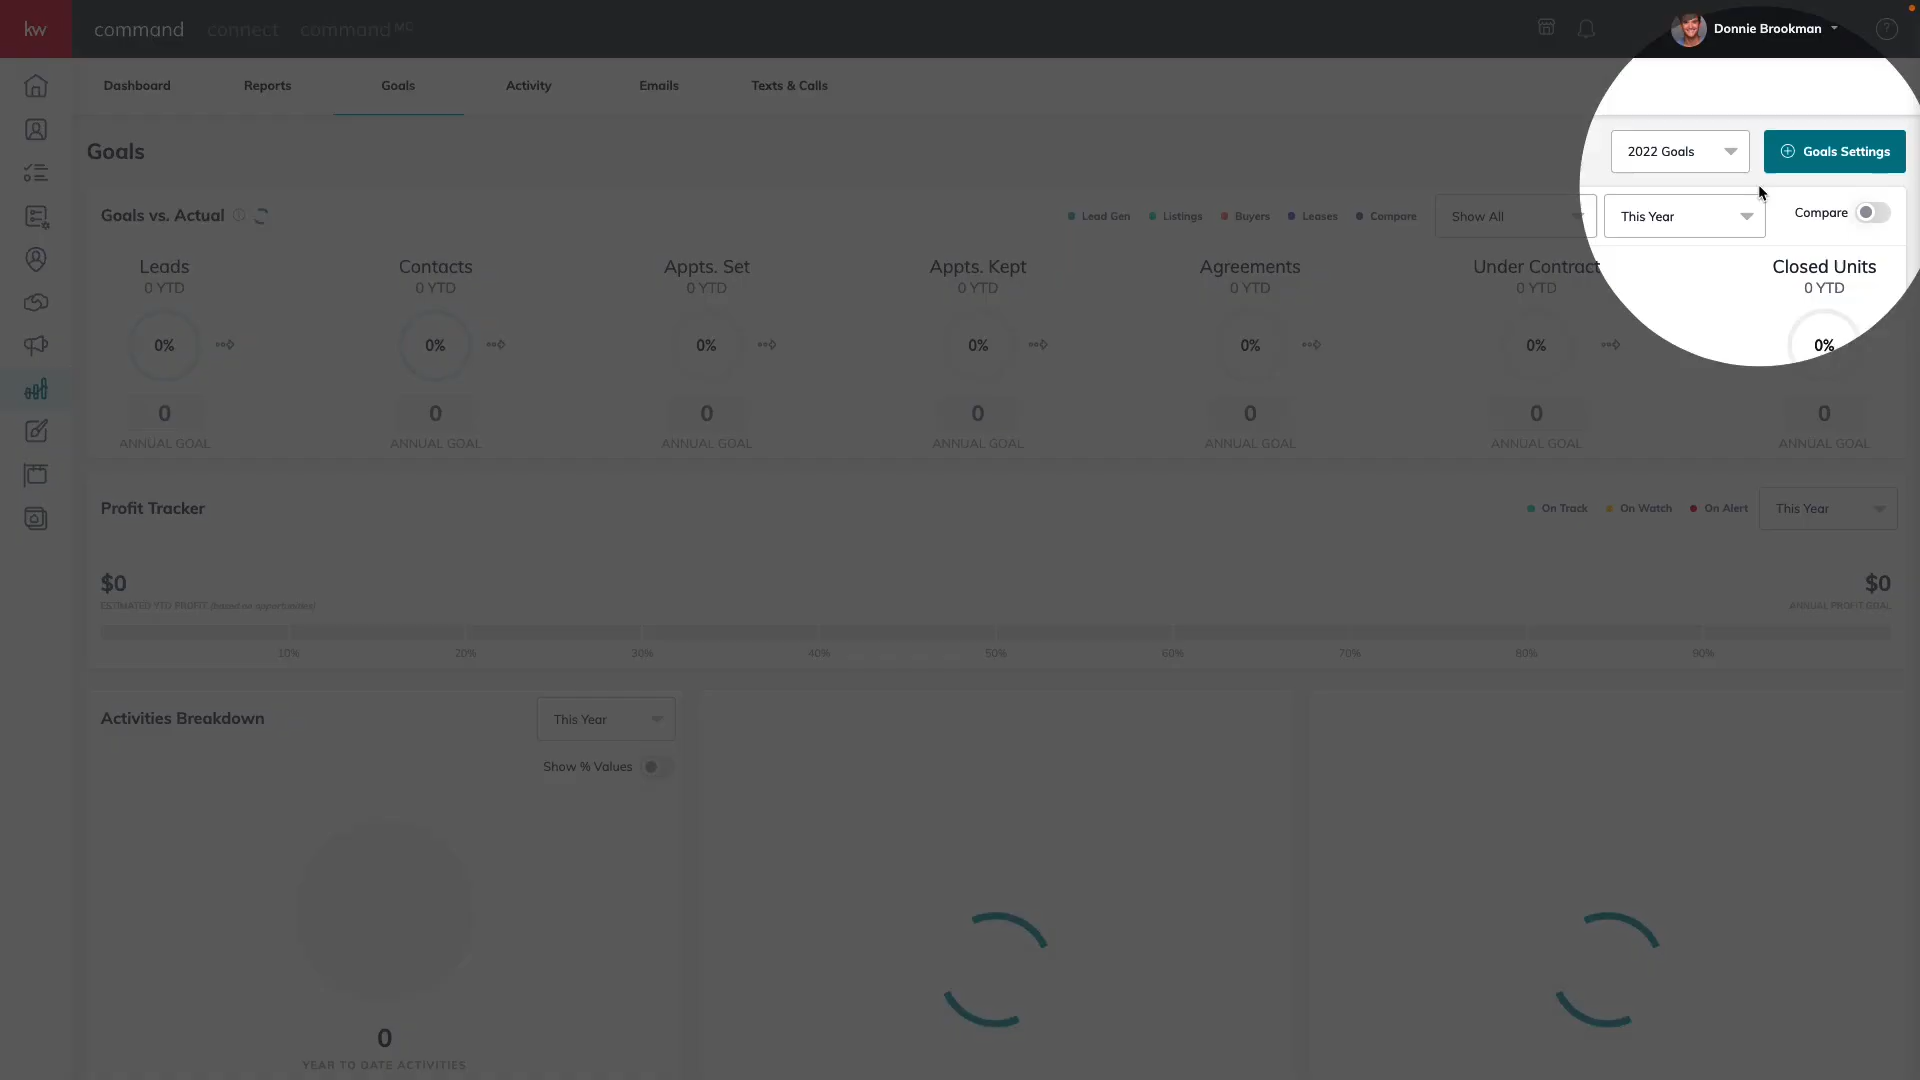 kw command connect command MC Donnie Brookman ?
Dashboard Reports Goals Activity Emails Texts & Calls
Goals 2022 Goals Goals Settings
Goals vs. Actual Lead Gen Listings Buyers Leases Compare Show All This Year Compare
Leads Contacts Appts. Set Appts. Kept Agreements Under Contract Closed Units
0 YTD 0 YTD 0 YTD 0 YTD 0 YTD 0 YTD 0 YTD
0% 0% 0% 0% 0% 0% 0%
0 0 0 0 0 0 0
ANNUAL GOAL ANNUAL GOAL ANNUAL GOAL ANNUAL GOAL ANNUAL GOAL ANNUAL GOAL ANNUAL GOAL
Profit Tracker On Track On Watch On Alert This Year
$0 $0
ESTIMATED YTD PROFIT (based on opportunities) ANNUAL PROFIT GOAL
10% 20% 30% 40% 50% 60% 70% 80% 90%
Activities Breakdown This Year
Show % Values
0
YEAR TO DATE ACTIVITIES